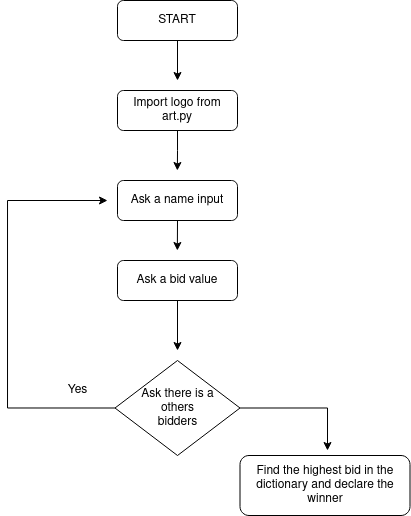 START
Import logo from
art.py
Ask a name input
Ask a bid value
Ask there is a
others
bidders
Yes
Find the highest bid in the
dictionary and declare the
winner